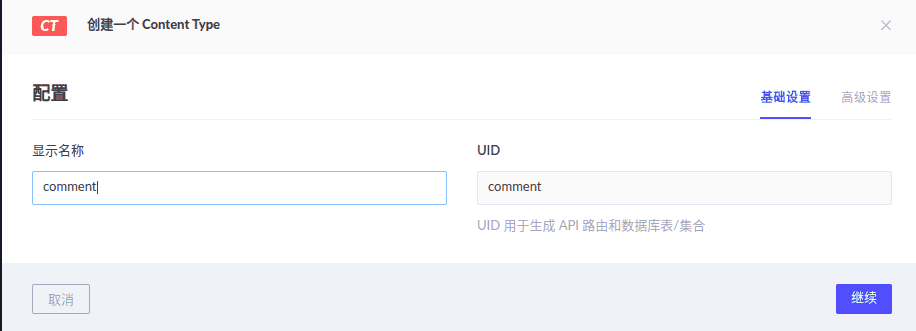 CT 创建一个 Content Type ×
配置 基础设置 高级设置
显示名称 UID
comment comment
UID 用于生成 API 路由和数据库表/集合
取消 继续